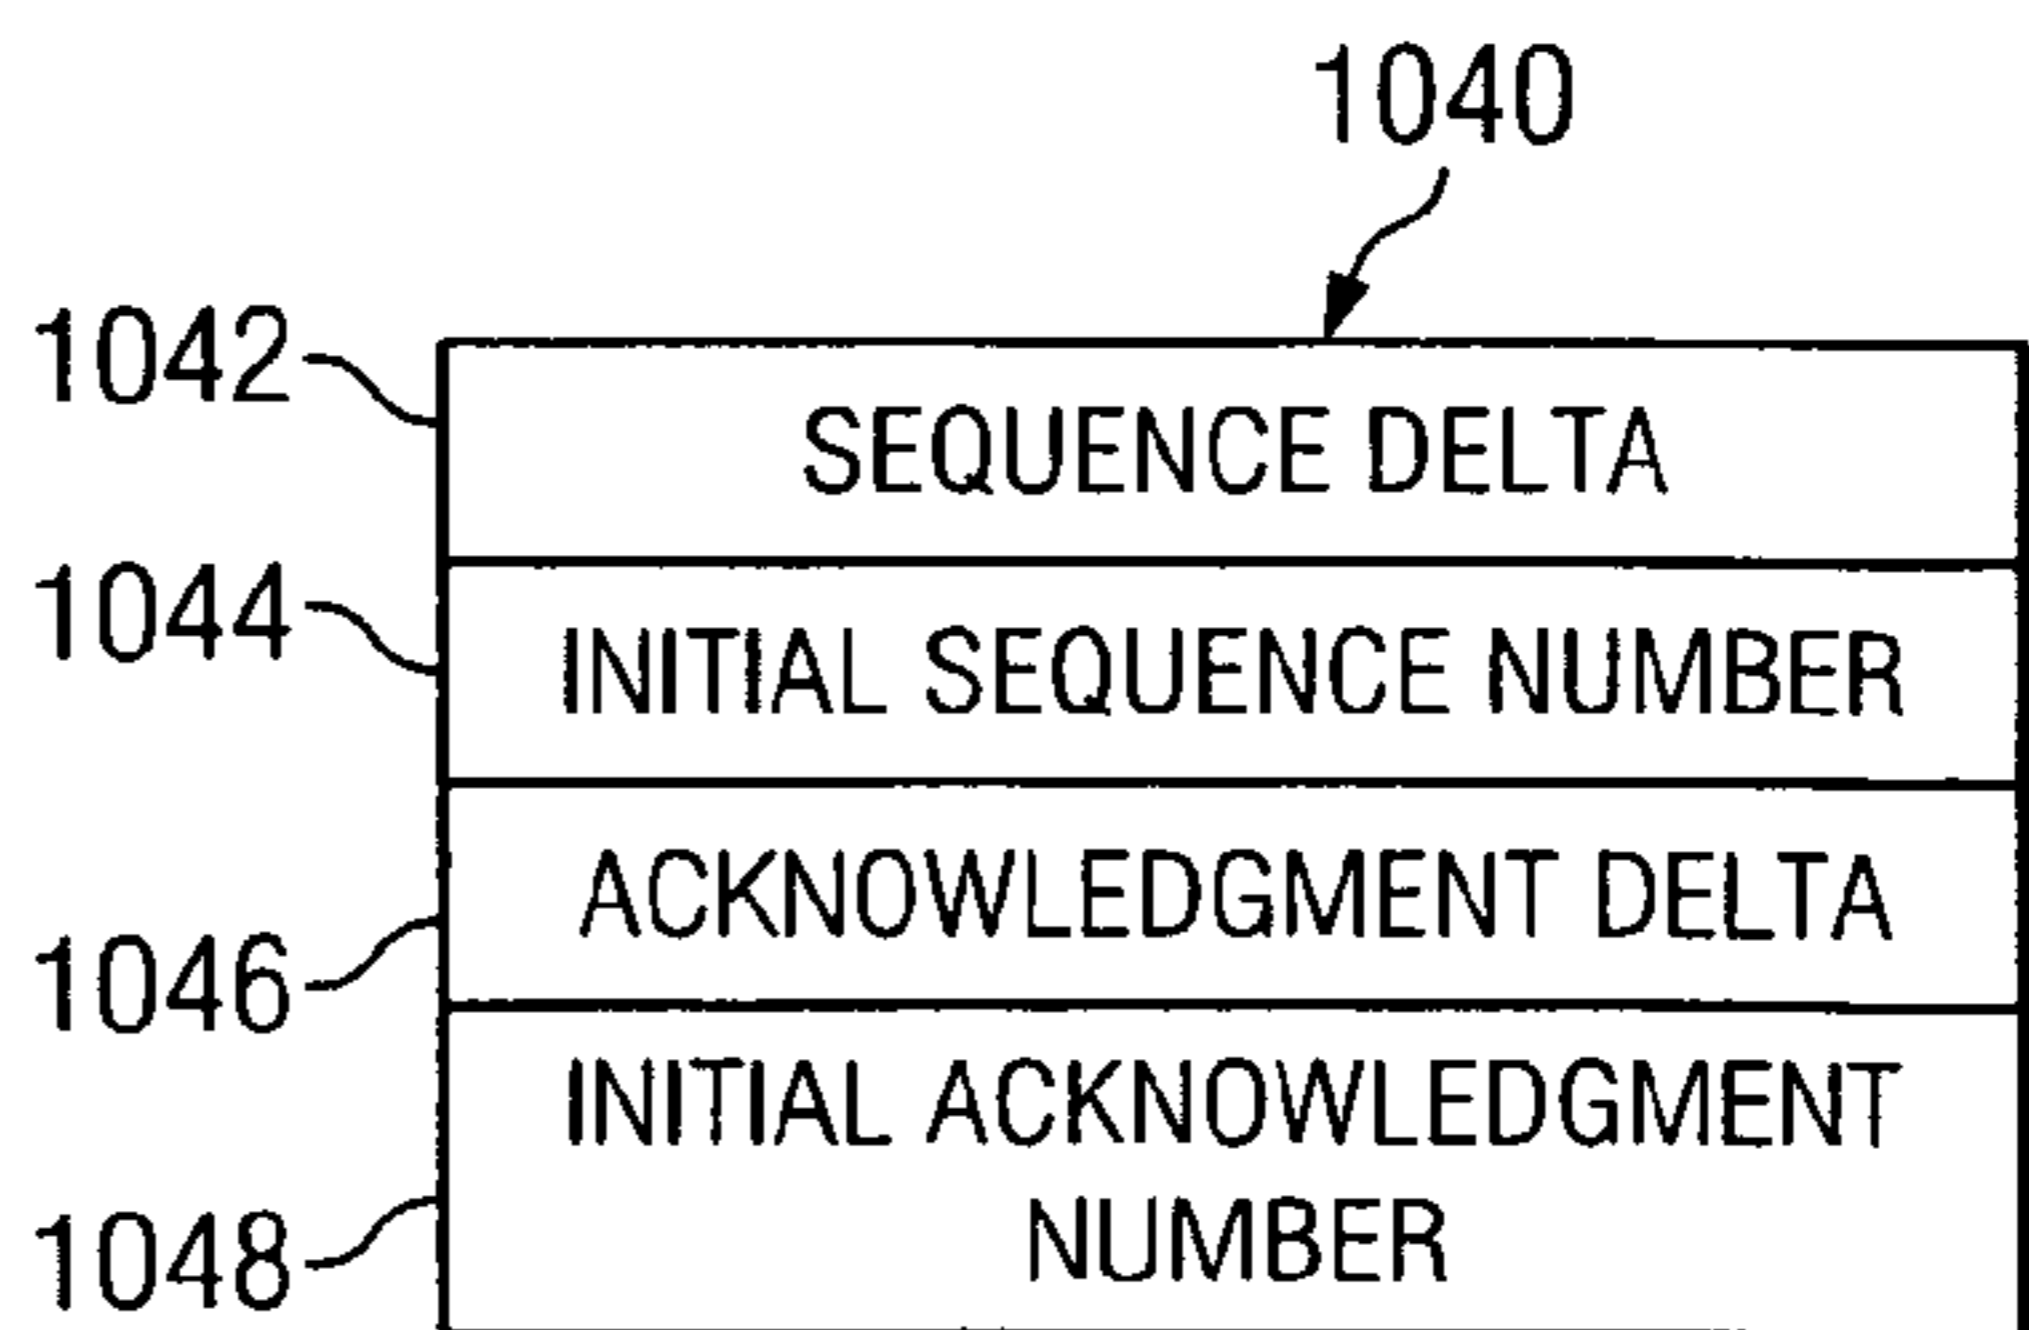 1040
1042
SEQUENCE DELTA
1044
INITIAL SEQUENCE NUMBER
1046
ACKNOWLEDGMENT DELTA
1048
INITIAL ACKNOWLEDGMENT
NUMBER